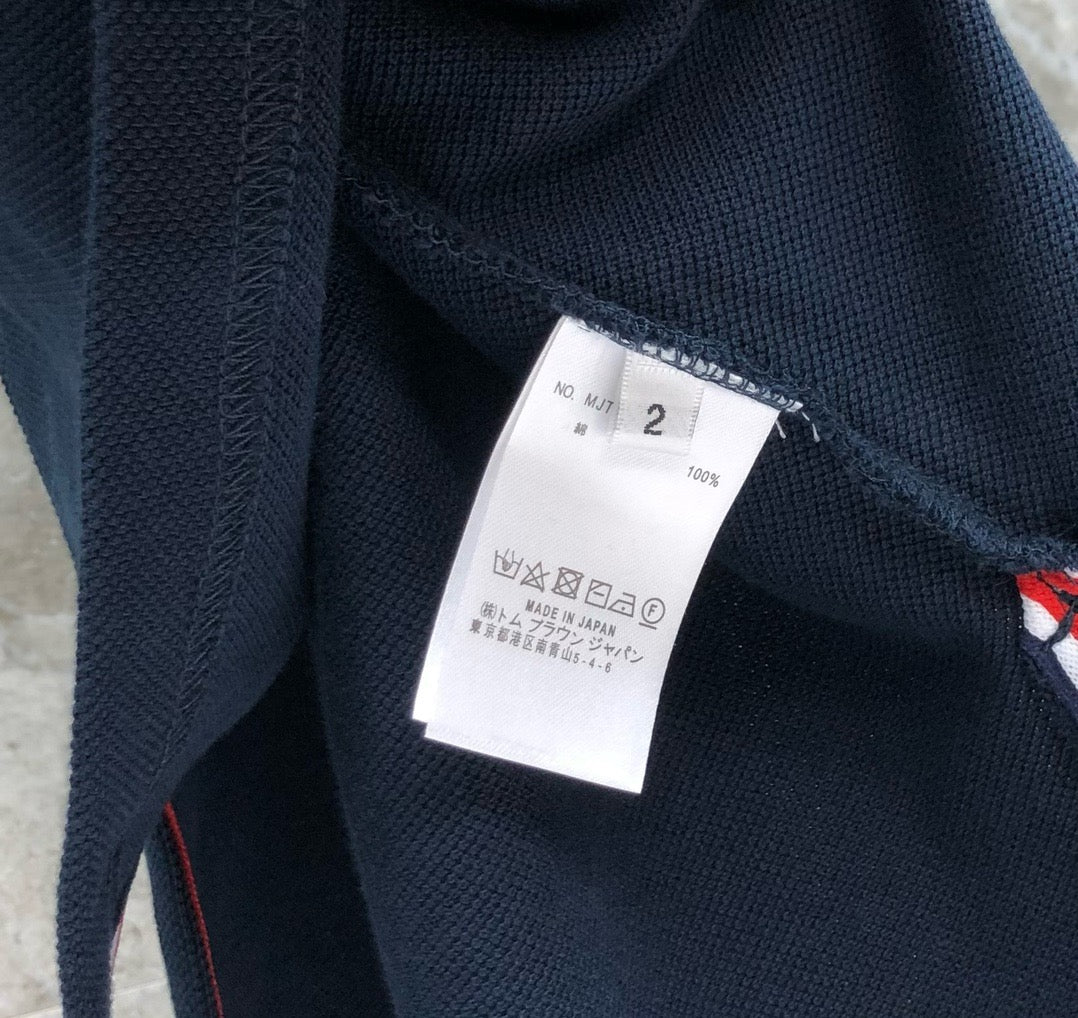 NO. MJT
2
綿 100%
F
MADE IN JAPAN
㈱トム ブラウン ジャパン
東京都港区南青山5-4-6